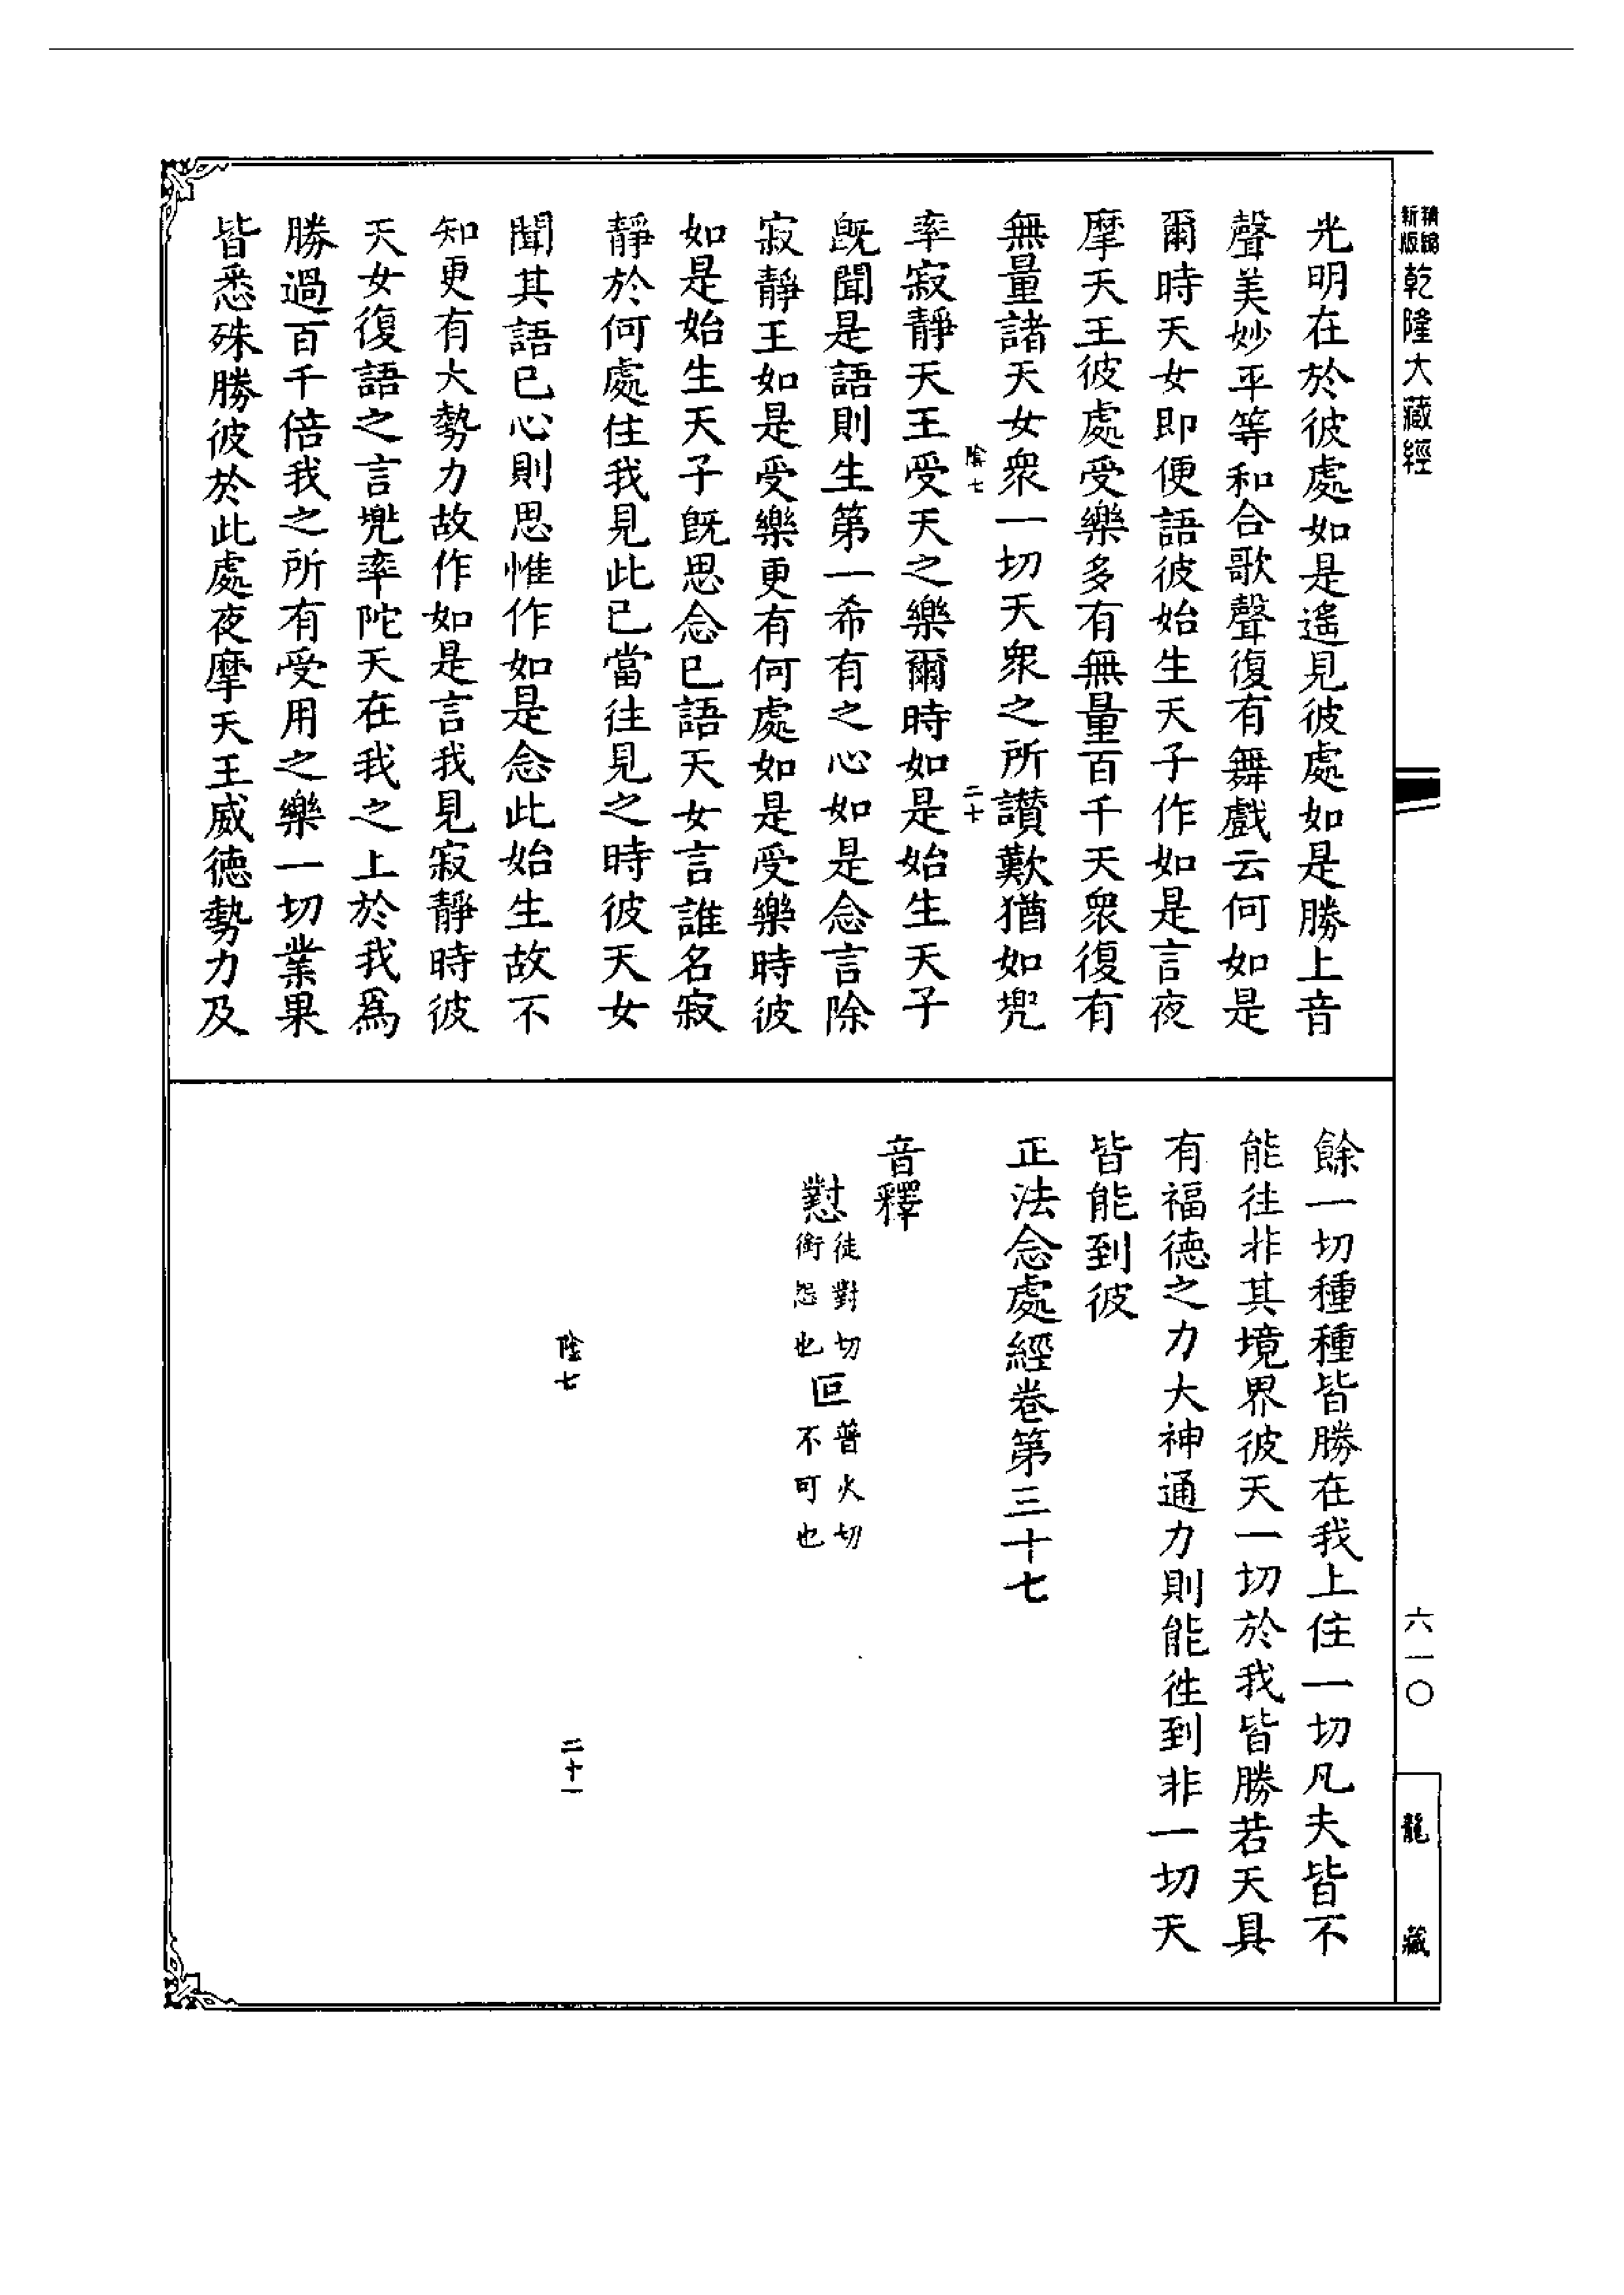 新版精縮乾隆大藏經
光明在於彼處如是遙見彼處如是勝上音
聲美妙平等和合歌聲復有舞戲云何如是
爾時天女即便語彼始生天子作如是言夜
摩天王彼處受樂多有無量百千天衆復有
無量諸天女衆一切天衆之所讚歎猶如兜
陰七
二十
率寂靜天王受天之樂爾時如是始生天子
旣聞是語則生第一希有之心如是念言除
寂靜王如是受樂更有何處如是受樂時彼
如是始生天子旣思念已語天女言誰名寂
靜於何處住我見此已當往見之時彼天女
聞其語已心則思惟作如是念此始生故不
知更有大勢力故作如是言我見寂靜時彼
天女復語之言兜率陀天在我之上於我爲
勝過百千倍我之所有受用之樂一切業果
皆悉殊勝彼於此處夜摩天王威德勢力及
餘一切種種皆勝在我上住一切凡夫皆不
能往非其境界彼天一切於我皆勝若天具
有福德之力大神通力則能往到非一切天
皆能到彼
正法念處經卷第三十七
音釋
懟徒對切銜怨也叵普火切不可也
陰七
二十一
六一〇
龍藏